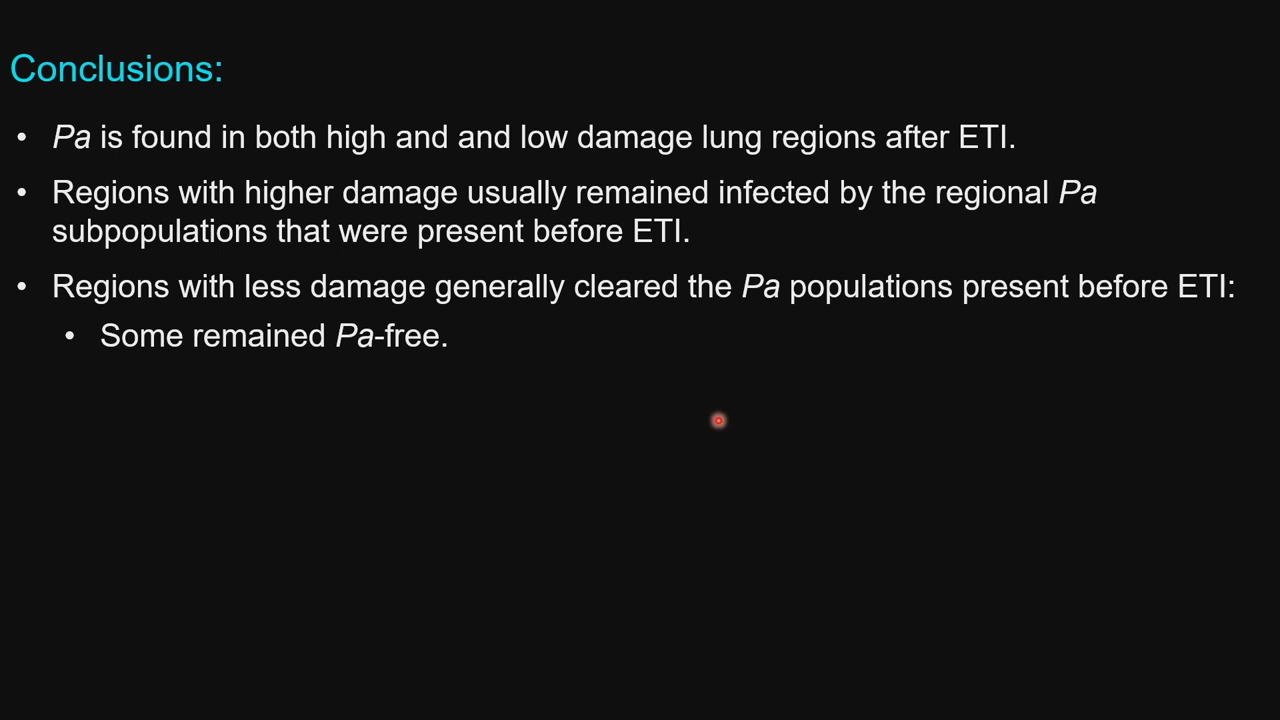 Conclusions:
• Pa is found in both high and and low damage lung regions after ETI.
• Regions with higher damage usually remained infected by the regional Pa
subpopulations that were present before ETI.
• Regions with less damage generally cleared the Pa populations present before ETI:
• Some remained Pa-free.